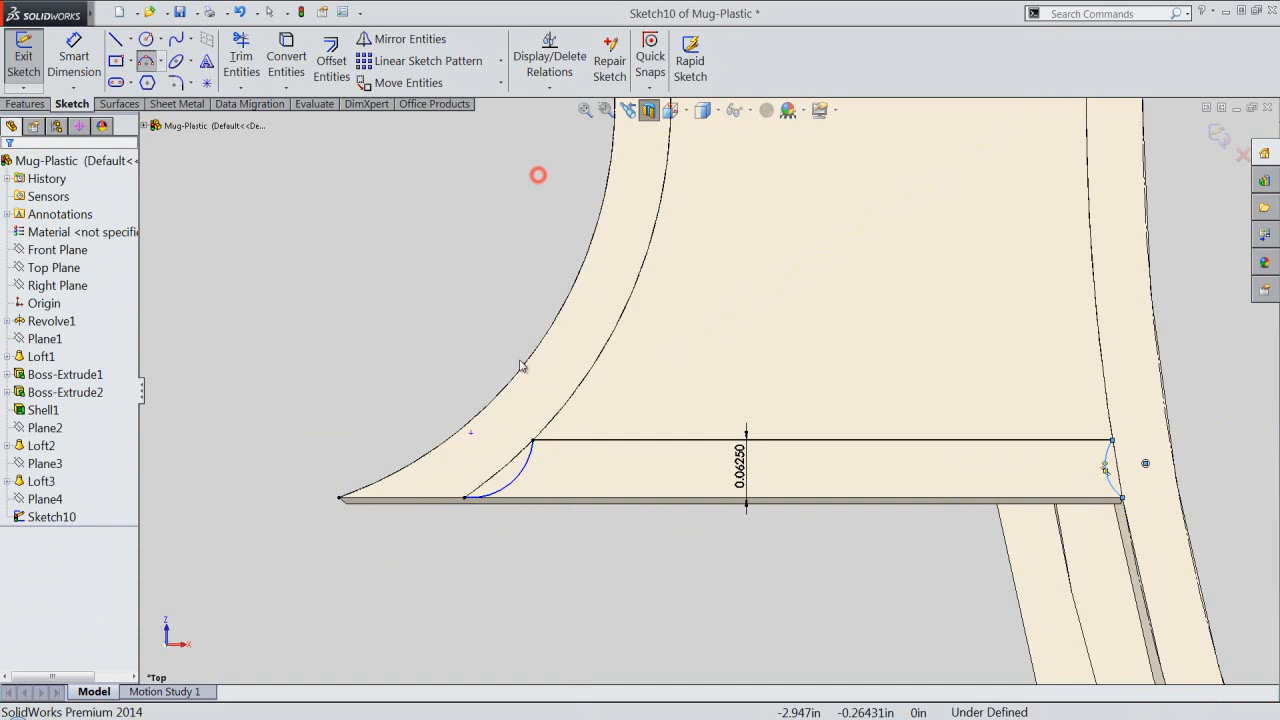 SOLIDWORKS
Sketch10 of Mug-Plastic *
Search Commands
Exit Sketch
Smart Dimension
Trim Entities
Convert Entities
Offset Entities
Mirror Entities
Linear Sketch Pattern
Move Entities
Display/Delete Relations
Repair Sketch
Quick Snaps
Rapid Sketch
Features
Sketch
Surfaces
Sheet Metal
Data Migration
Evaluate
DimXpert
Office Products
Mug-Plastic (Default<<De...
Mug-Plastic (Default<<
History
Sensors
Annotations
Material <not specifi
Front Plane
Top Plane
Right Plane
Origin
Revolve1
Plane1
Loft1
Boss-Extrude1
Boss-Extrude2
Shell1
Plane2
Loft2
Plane3
Loft3
Plane4
Sketch10
0.06250
Z
X
*Top
Model
Motion Study 1
SolidWorks Premium 2014
-2.947in
-0.26431in
0in
Under Defined